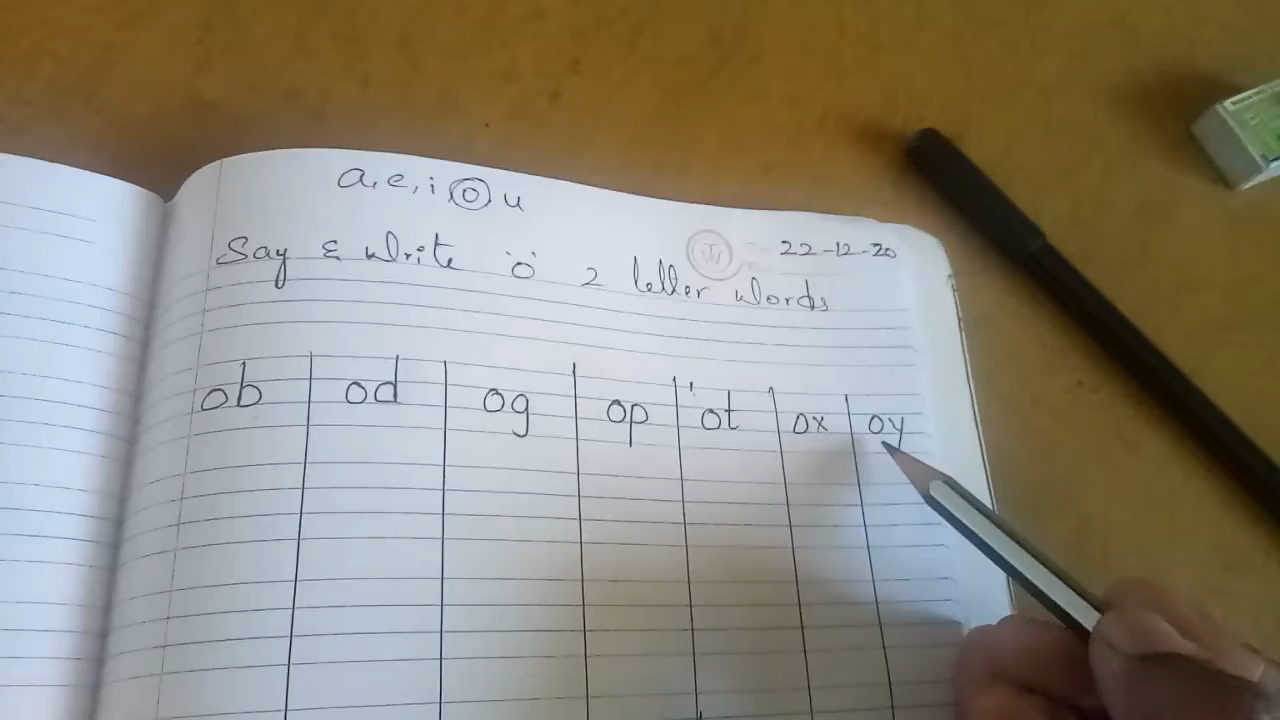 a, e, i o u
22-12-20
Say & Write 'o' 2 letter words
ob od og op ot ox oy